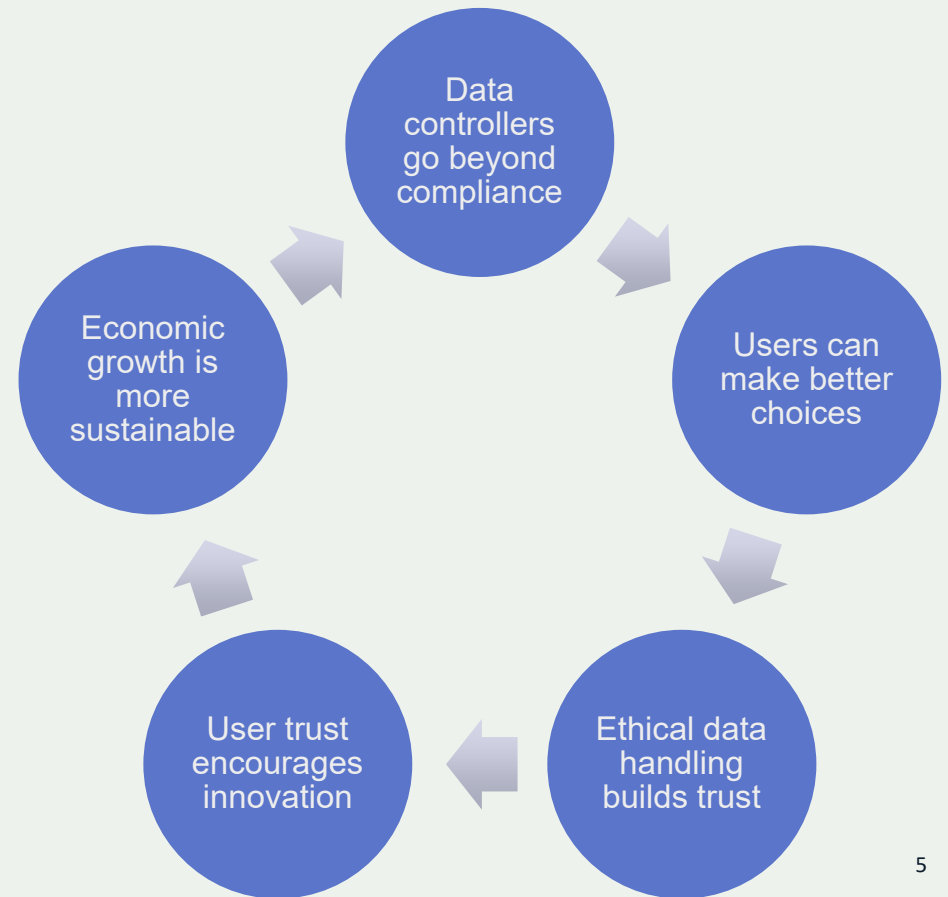 Data
controllers
go beyond
compliance
Users can
make better
choices
Ethical data
handling
builds trust
User trust
encourages
innovation
Economic
growth is
more
sustainable
5